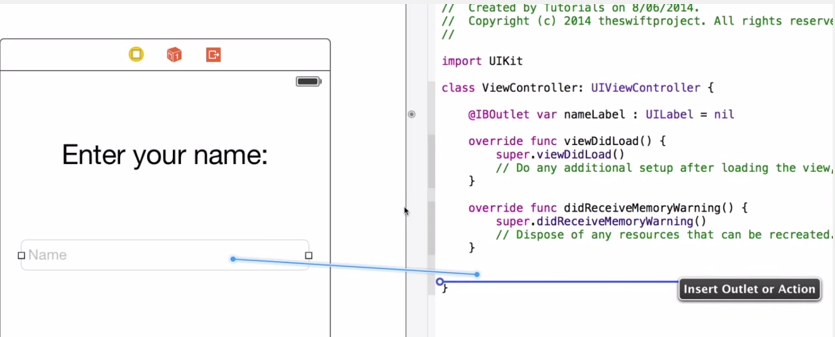 //  Created by Tutorials on 8/06/2014.
//  Copyright (c) 2014 theswiftproject. All rights reserve
//
import UIKit
class ViewController: UIViewController {
@IBOutlet var nameLabel : UILabel = nil
override func viewDidLoad() {
super.viewDidLoad()
// Do any additional setup after loading the view,
}
override func didReceiveMemoryWarning() {
super.didReceiveMemoryWarning()
// Dispose of any resources that can be recreated.
}
}
Enter your name:
Name
Insert Outlet or Action